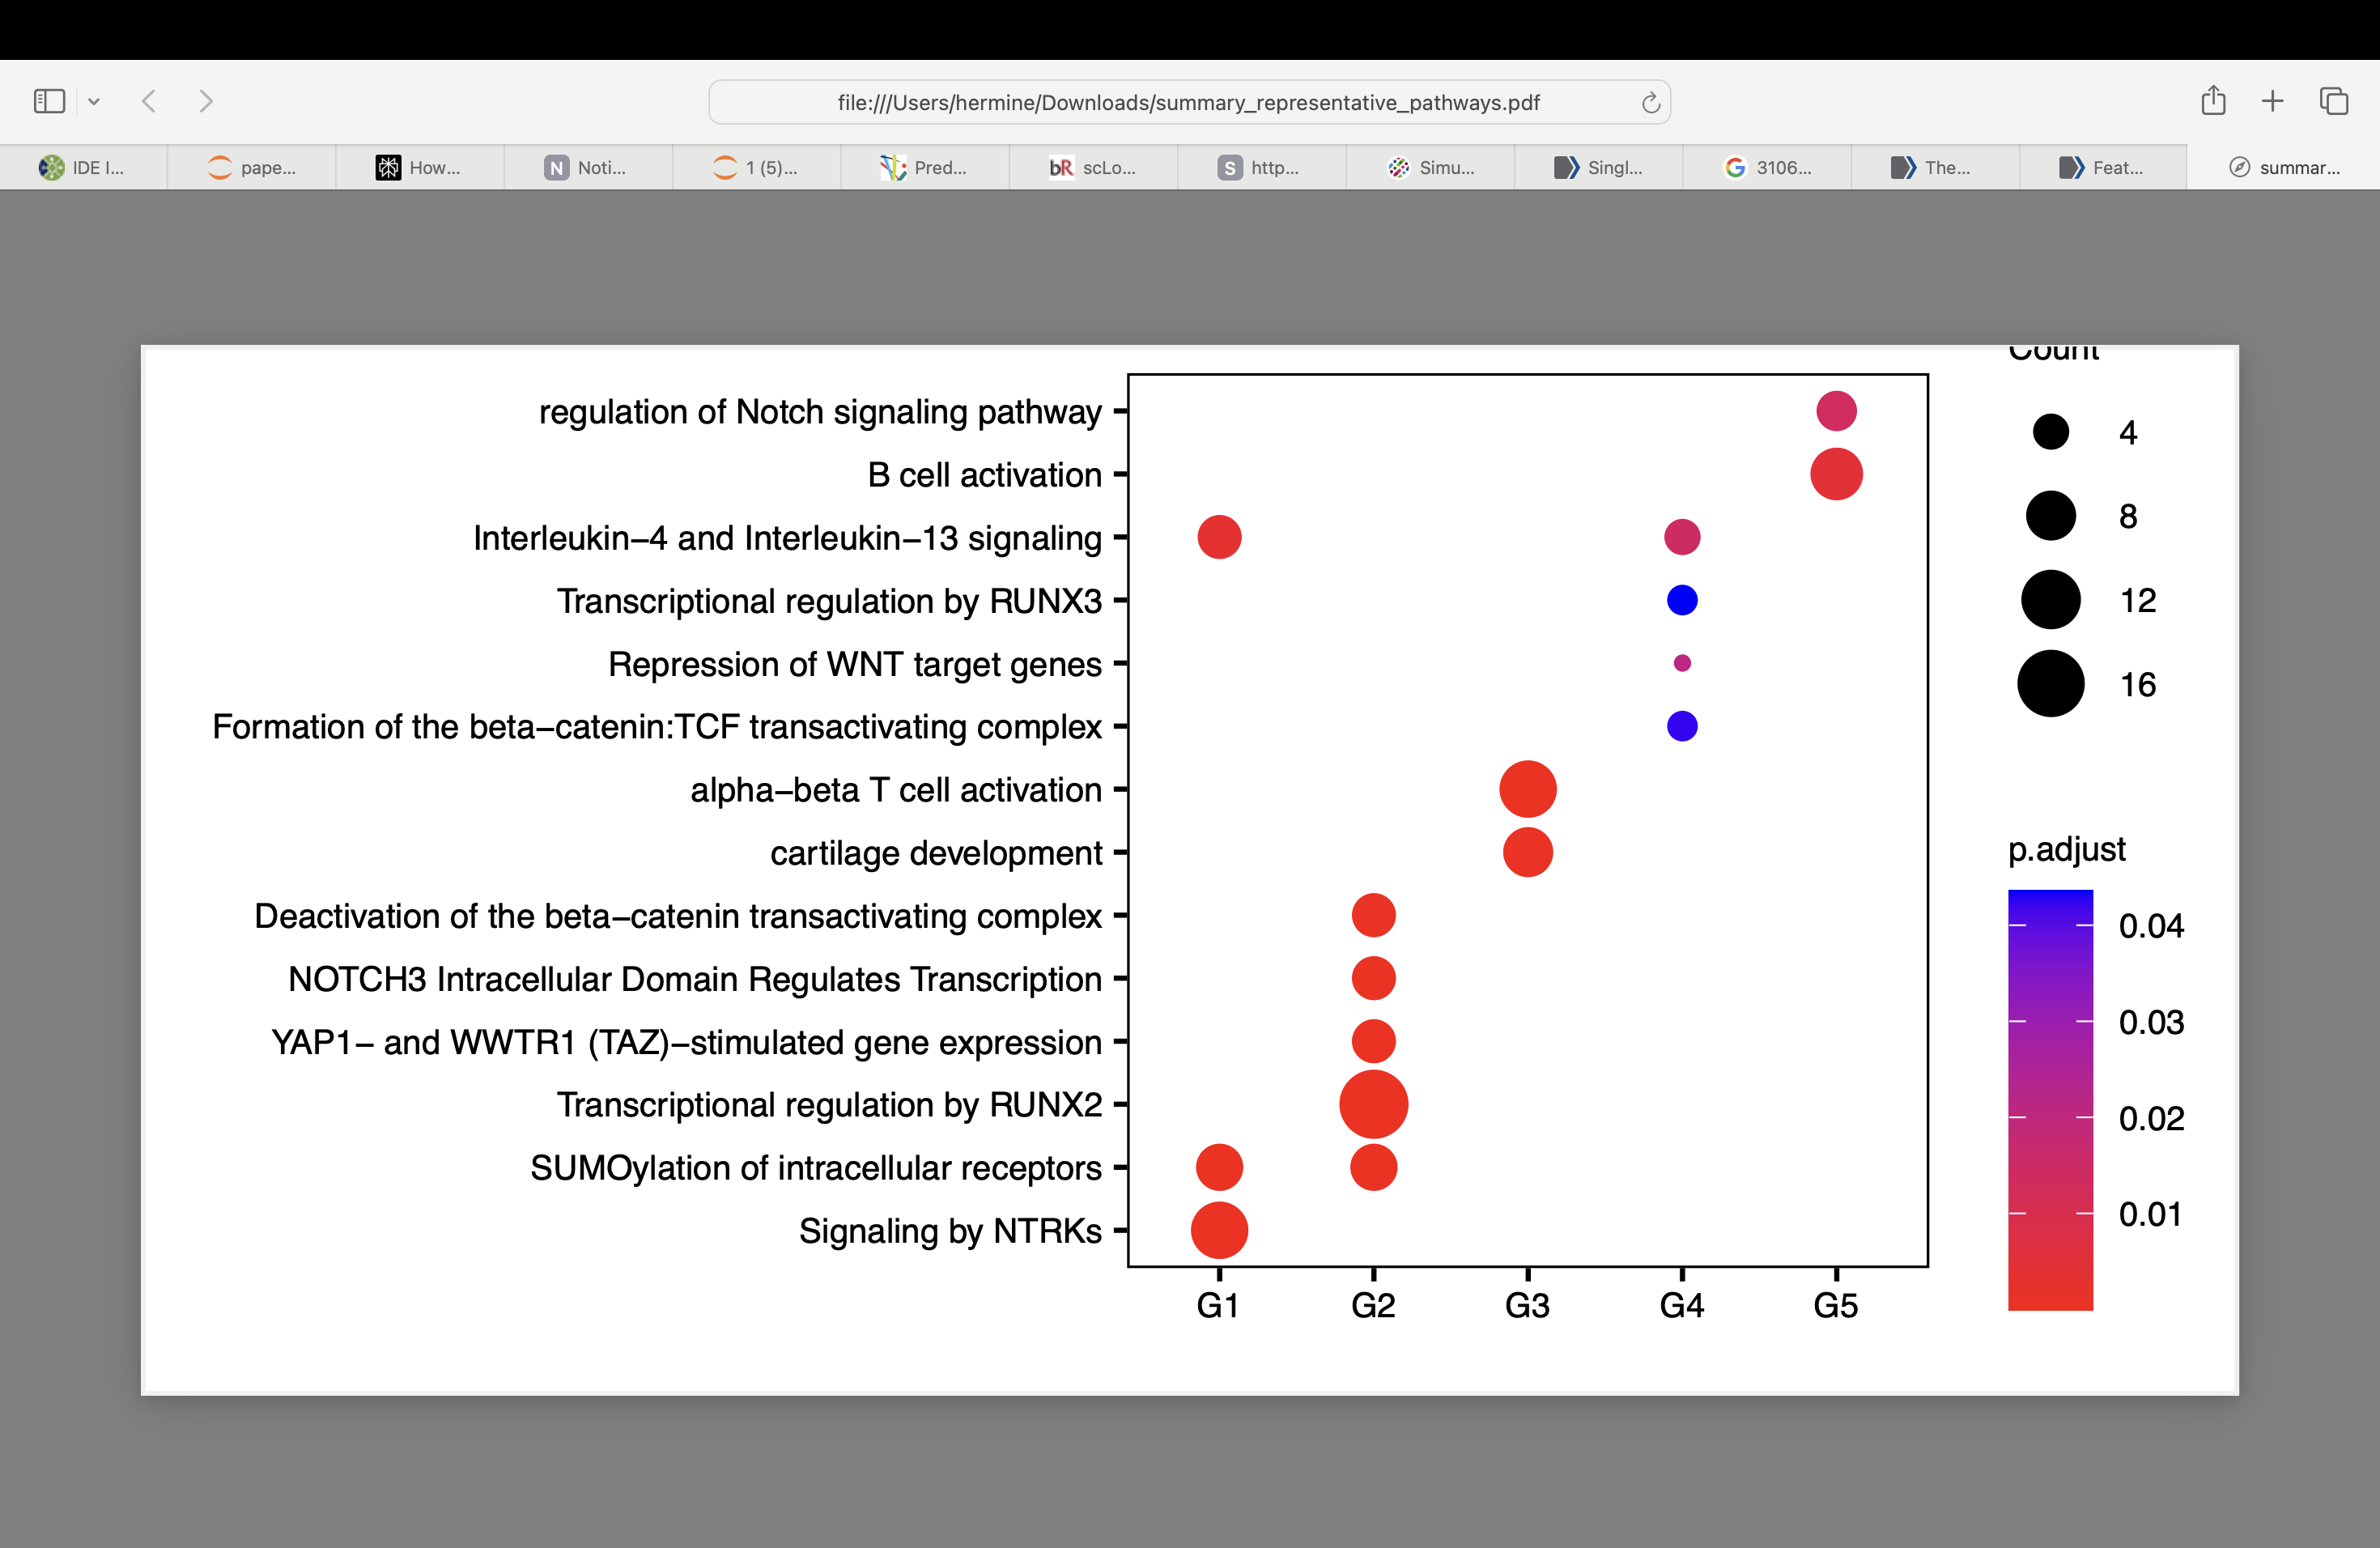 file:///Users/hermine/Downloads/summary_representative_pathways.pdf
IDE I...
pape...
How...
N Noti...
1 (5)...
Pred...
bR scLo...
S http...
Simu...
Singl...
G 3106...
The...
Feat...
summar...
Count
regulation of Notch signaling pathway
4
B cell activation
8
Interleukin−4 and Interleukin−13 signaling
Transcriptional regulation by RUNX3
12
Repression of WNT target genes
16
Formation of the beta−catenin:TCF transactivating complex
alpha−beta T cell activation
cartilage development
p.adjust
Deactivation of the beta−catenin transactivating complex
0.04
NOTCH3 Intracellular Domain Regulates Transcription
0.03
YAP1− and WWTR1 (TAZ)−stimulated gene expression
Transcriptional regulation by RUNX2
0.02
SUMOylation of intracellular receptors
0.01
Signaling by NTRKs
G1 G2 G3 G4 G5